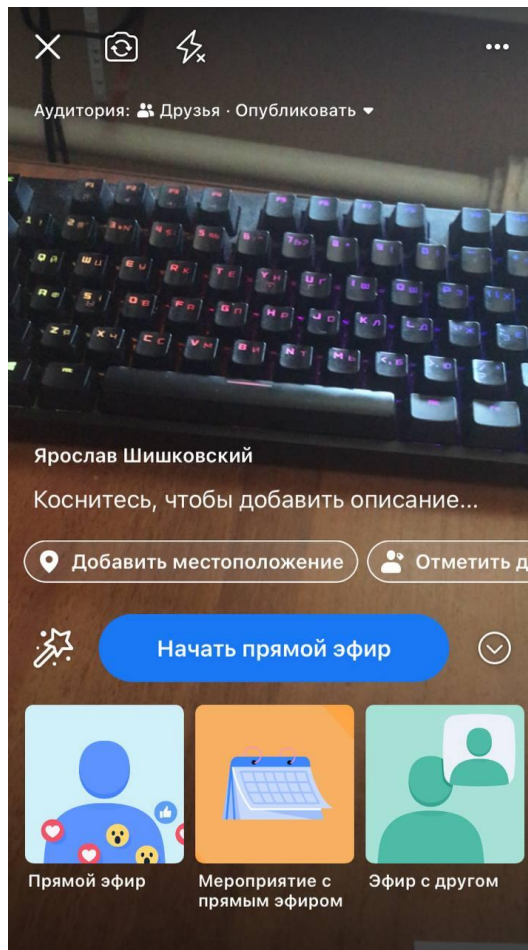 Аудитория: Друзья · Опубликовать
Ярослав Шишковский
Коснитесь, чтобы добавить описание...
Добавить местоположение
Отметить д
Начать прямой эфир
Прямой эфир
Мероприятие с
прямым эфиром
Эфир с другом